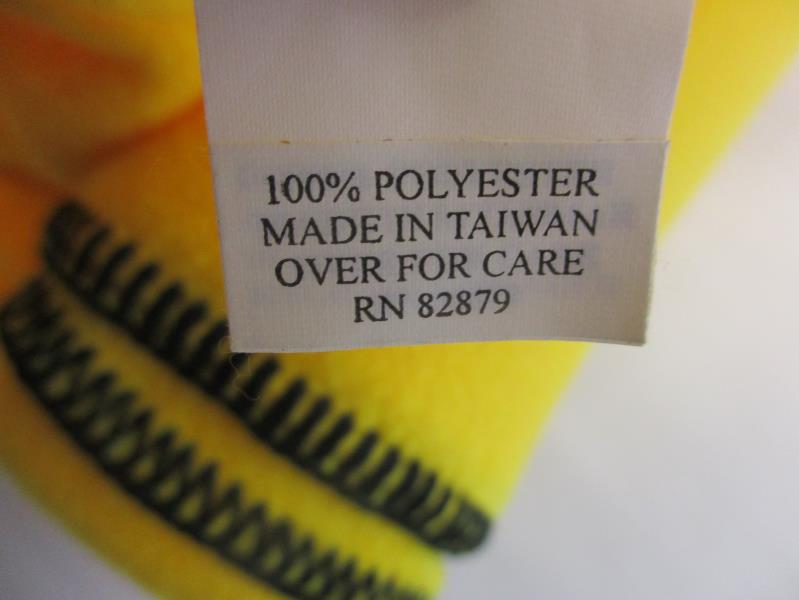 100% POLYESTER
MADE IN TAIWAN
OVER FOR CARE
RN 82879